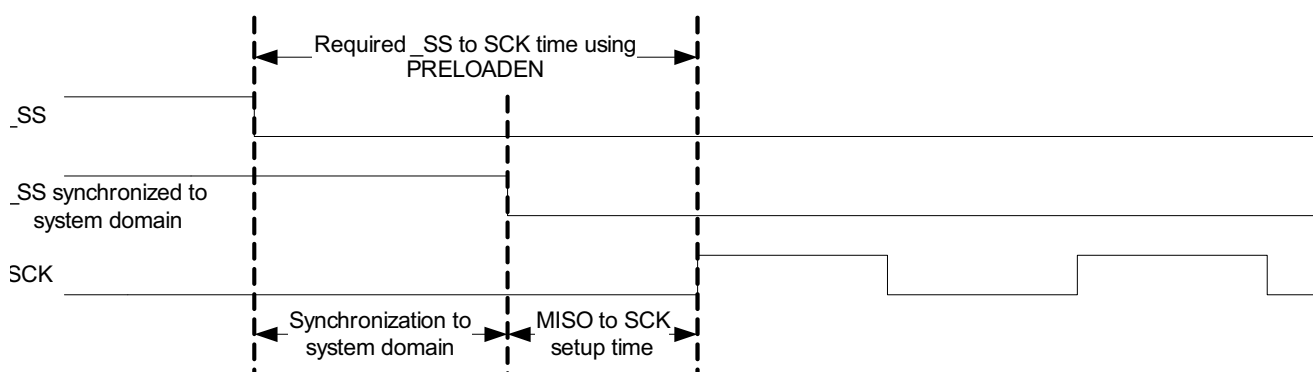 Required _SS to SCK time using
PRELOADEN
_SS
_SS synchronized to
system domain
SCK
Synchronization to
system domain
MISO to SCK
setup time